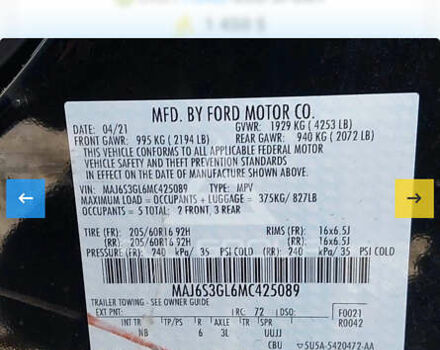 MFD. BY FORD MOTOR CO.
DATE: 04/21 GVWR: 1929 KG ( 4253 LB)
FRONT GAWR: 995 KG ( 2194 LB) REAR GAWR: 940 KG ( 2072 LB)
THIS VEHICLE CONFORMS TO ALL APPLICABLE FEDERAL MOTOR
VEHICLE SAFETY AND THEFT PREVENTION STANDARDS IN
EFFECT ON THE DATE OF MANUFACTURE SHOWN ABOVE.
VIN: MAJ6S3GL6MC425089 TYPE: MPV
MAXIMUM LOAD = OCCUPANTS + LUGGAGE = 375KG/ 827LB
OCCUPANTS = 5 TOTAL: 2 FRONT, 3 REAR
TIRE (FR): 205/60R16 92H RIMS (FR): 16x6.5J
(RR): 205/60R16 92H (RR): 16x6.5J
PRESSURE (FR): 240 kPa/ 35 PSI COLD (RR): 240 kPa/ 35 PSI COLD
MAJ6S3GL6MC425089
TRAILER TOWING - SEE OWNERS GUIDE
EXT PNT: RC: 72 DSO: F0021
R0042
INT TR TP/PS R AXLE TR SPR
NB 6 3L UUJJ
CBU 5U5A-5420472-AA